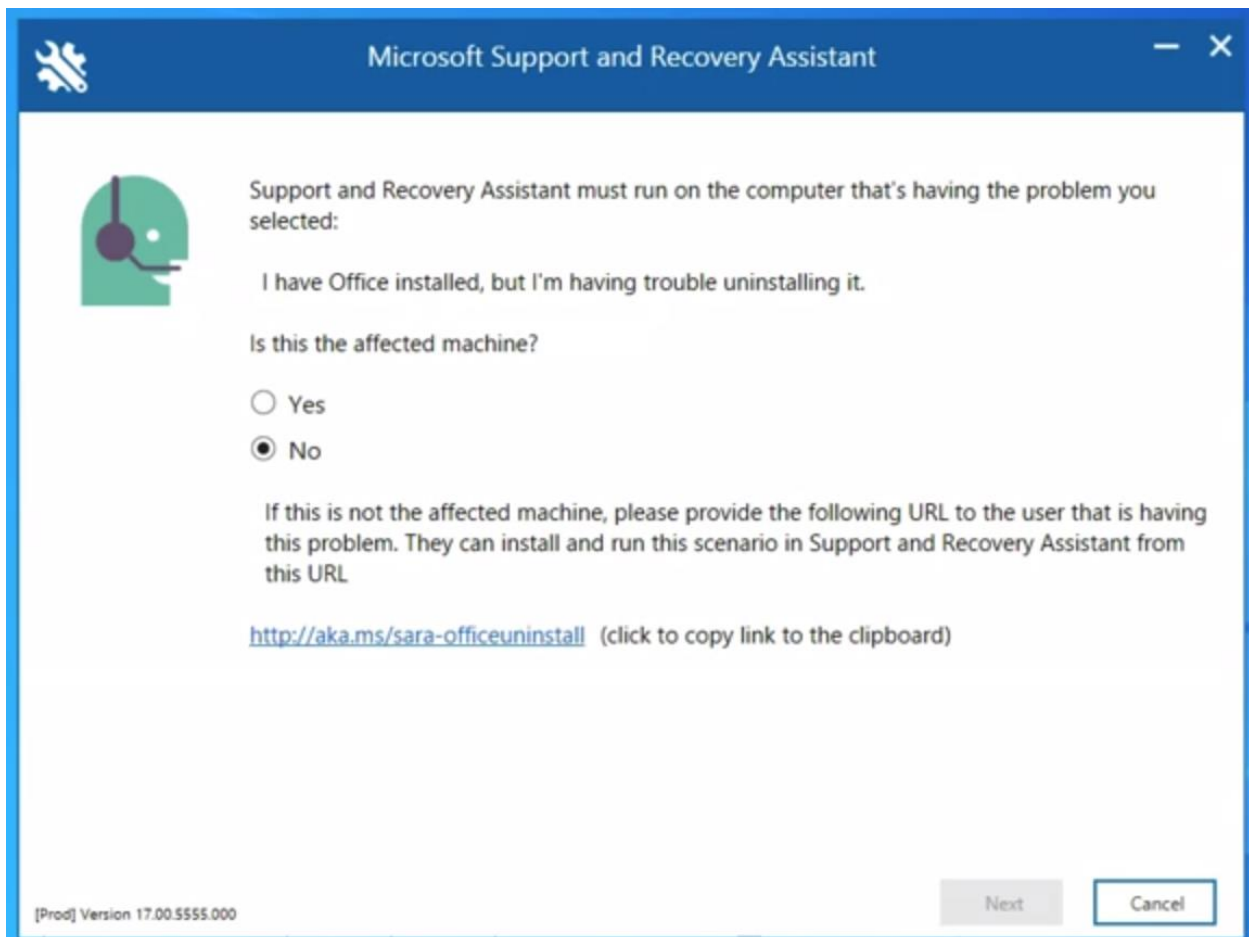 Microsoft Support and Recovery Assistant
Support and Recovery Assistant must run on the computer that's having the problem you
selected:
I have Office installed, but I'm having trouble uninstalling it.
Is this the affected machine?
Yes
No
If this is not the affected machine, please provide the following URL to the user that is having
this problem. They can install and run this scenario in Support and Recovery Assistant from
this URL
http://aka.ms/sara-officeuninstall (click to copy link to the clipboard)
[Prod] Version 17.00.5555.000
Next
Cancel